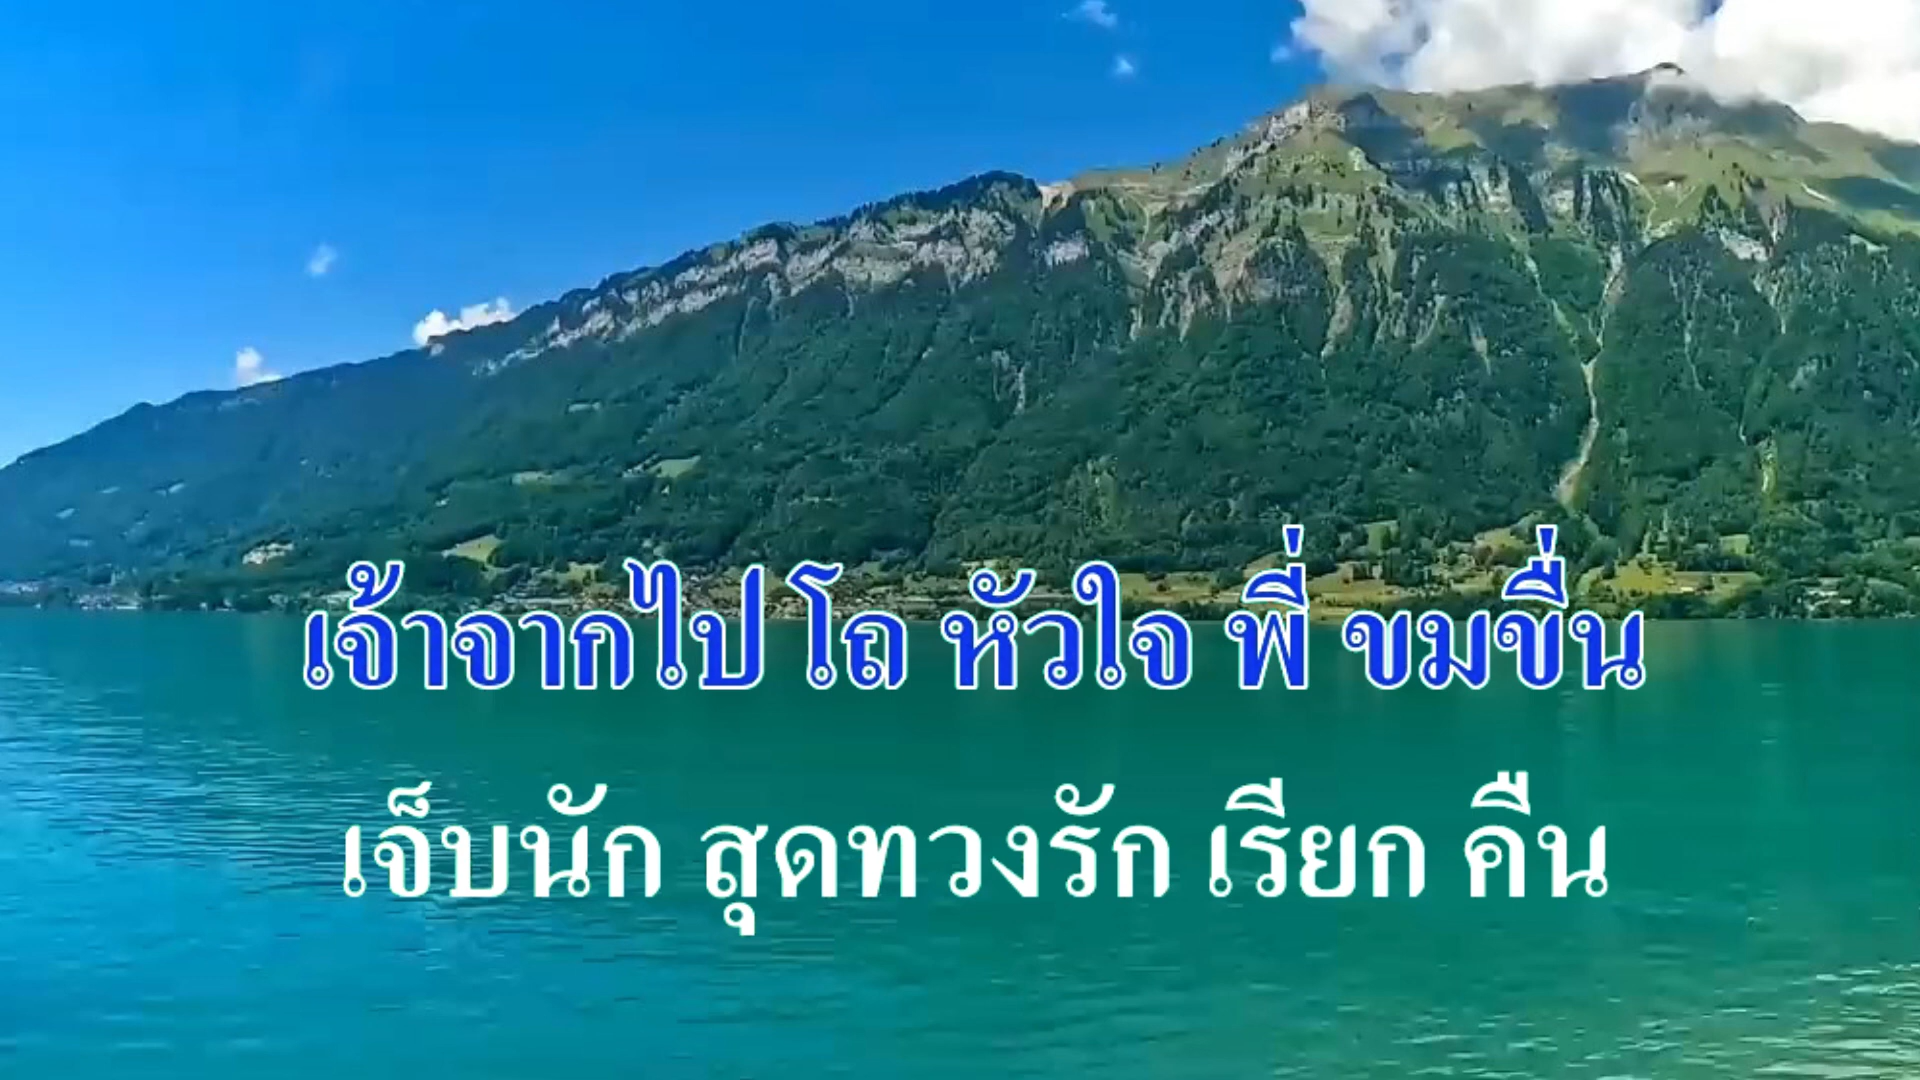 เจ้าจากไป โถ หัวใจ พี่ ขมขื่น
เจ็บนัก สุดทวงรัก เรียก คืน